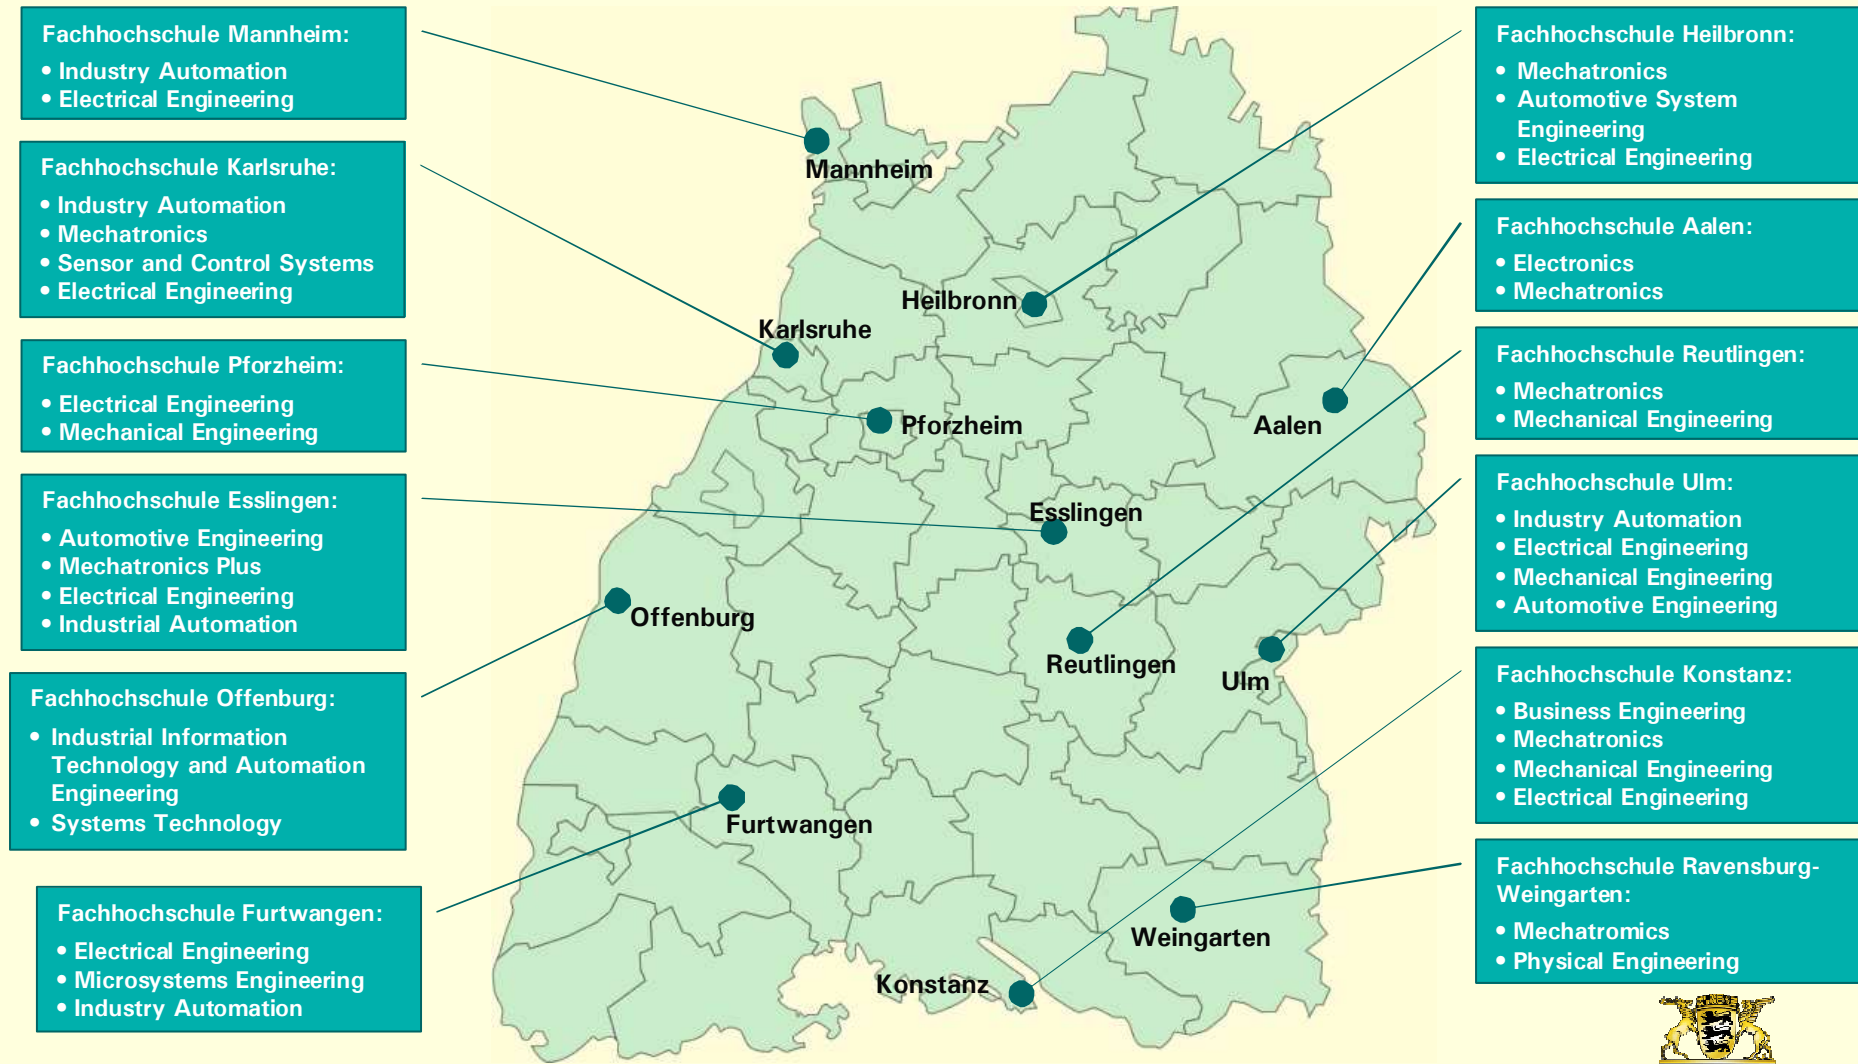 Fachhochschule Mannheim:
• Industry Automation
• Electrical Engineering
Fachhochschule Karlsruhe:
• Industry Automation
• Mechatronics
• Sensor and Control Systems
• Electrical Engineering
Fachhochschule Pforzheim:
• Electrical Engineering
• Mechanical Engineering
Fachhochschule Esslingen:
• Automotive Engineering
• Mechatronics Plus
• Electrical Engineering
• Industrial Automation
Fachhochschule Offenburg:
• Industrial Information
Technology and Automation
Engineering
• Systems Technology
Fachhochschule Furtwangen:
• Electrical Engineering
• Microsystems Engineering
• Industry Automation
Mannheim
Heilbronn
Karlsruhe
Pforzheim
Aalen
Esslingen
Offenburg
Reutlingen
Ulm
Furtwangen
Weingarten
Konstanz
Fachhochschule Heilbronn:
• Mechatronics
• Automotive System
Engineering
• Electrical Engineering
Fachhochschule Aalen:
• Electronics
• Mechatronics
Fachhochschule Reutlingen:
• Mechatronics
• Mechanical Engineering
Fachhochschule Ulm:
• Industry Automation
• Electrical Engineering
• Mechanical Engineering
• Automotive Engineering
Fachhochschule Konstanz:
• Business Engineering
• Mechatronics
• Mechanical Engineering
• Electrical Engineering
Fachhochschule Ravensburg-
Weingarten:
• Mechatromics
• Physical Engineering